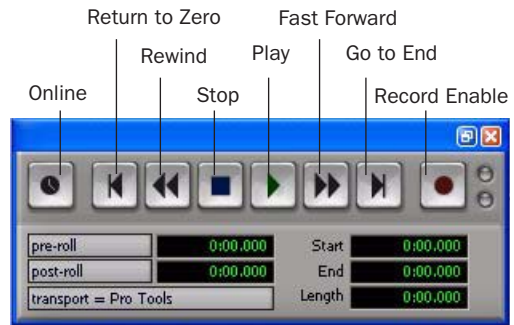 Return to Zero
Fast Forward
Rewind
Play
Go to End
Online
Stop
Record Enable
pre-roll
0:00.000
Start
0:00.000
post-roll
0:00.000
End
0:00.000
transport = Pro Tools
Length
0:00.000